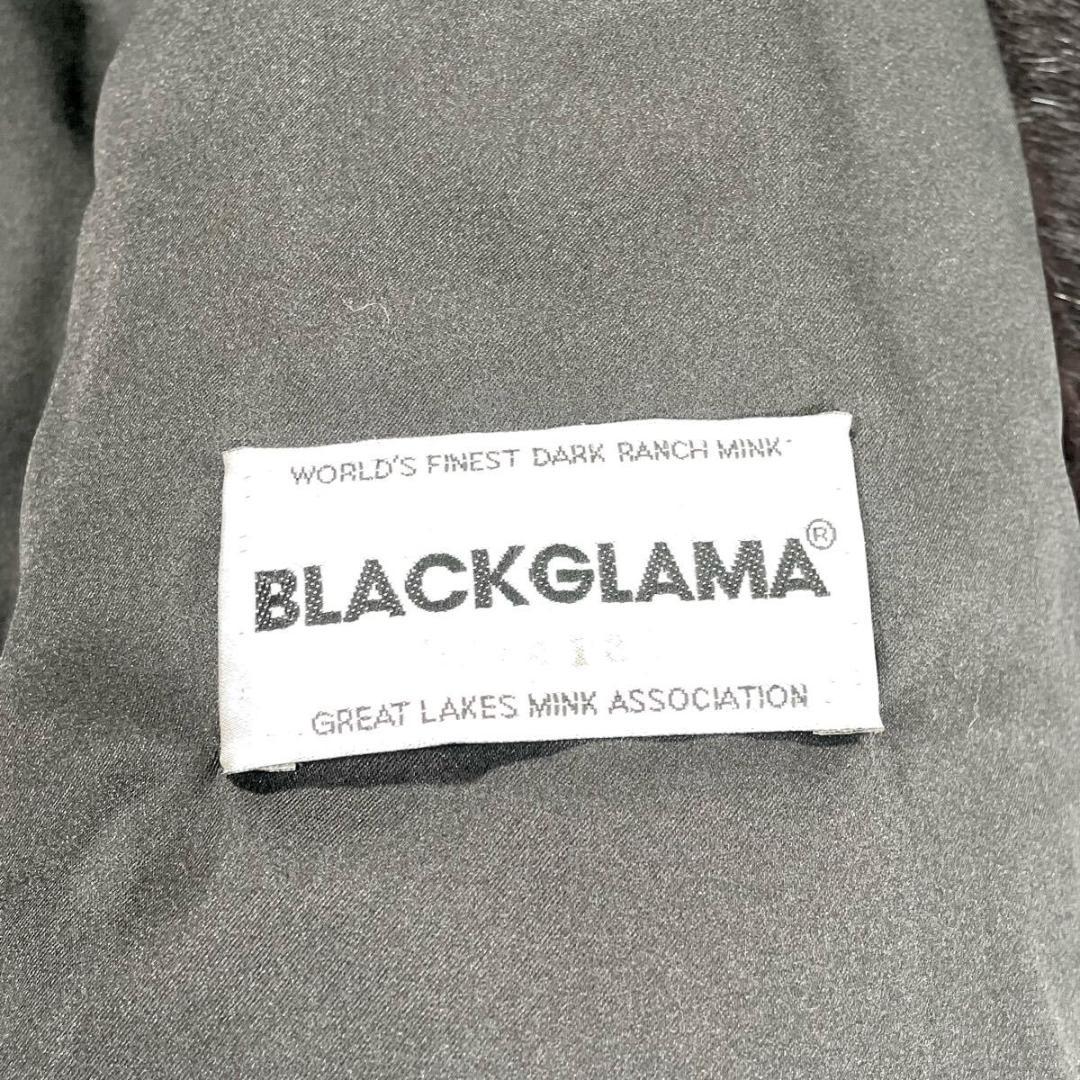 WORLD'S FINEST DARK RANCH MINK
BLACKGLAMA®
GREAT LAKES MINK ASSOCIATION